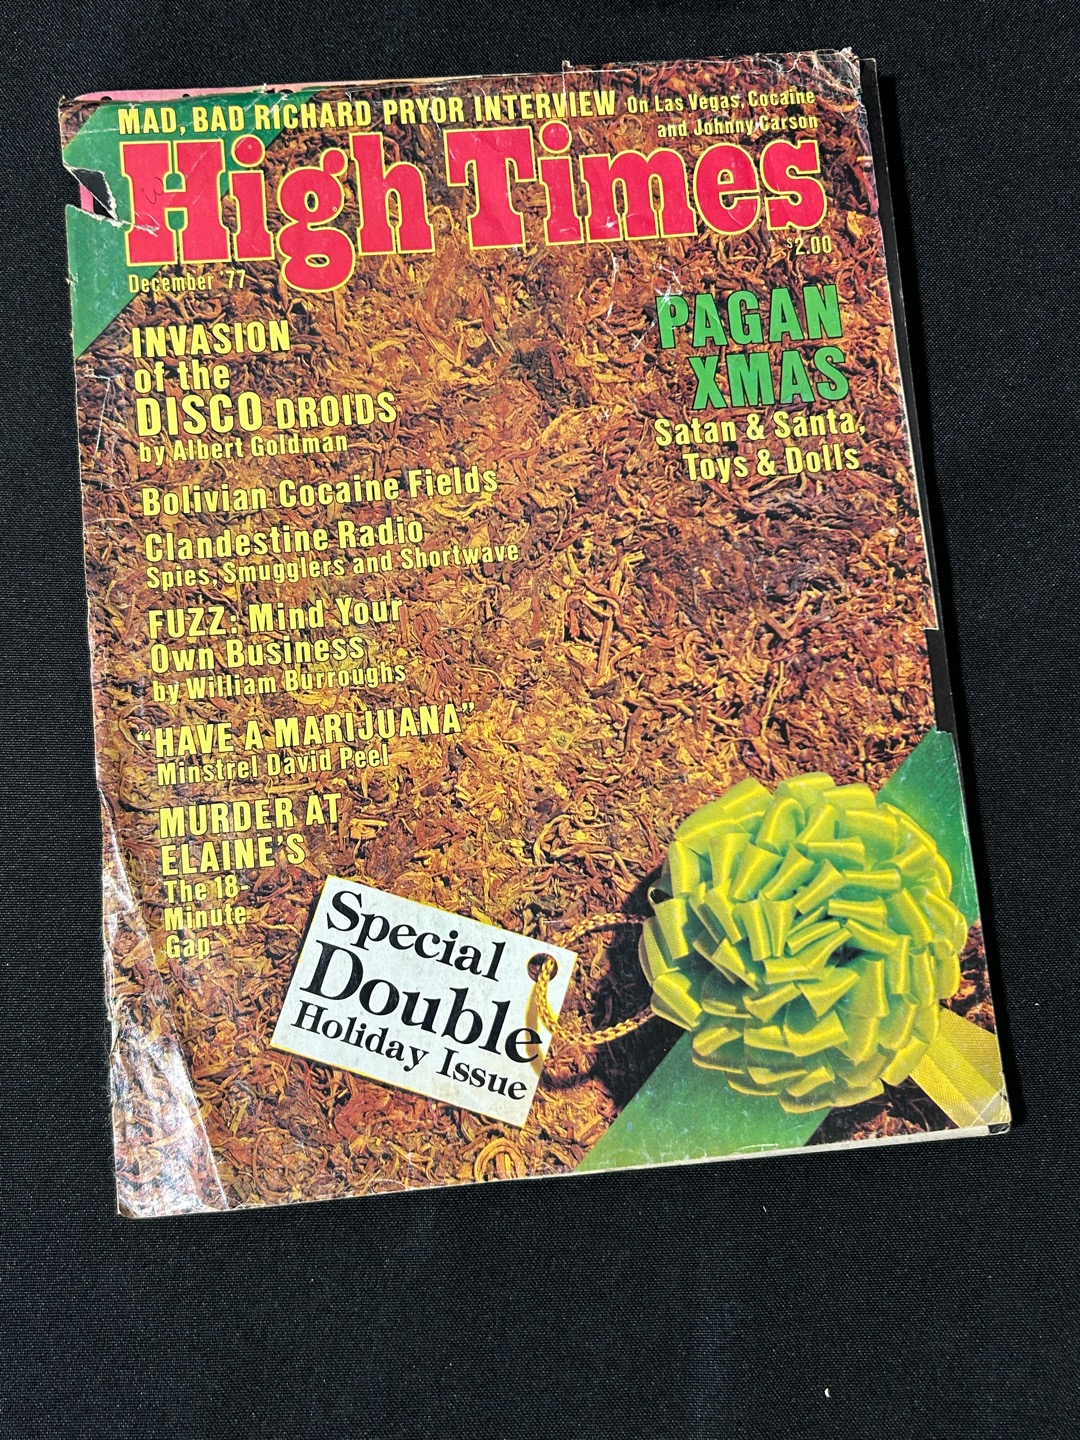 MAD, BAD RICHARD PRYOR INTERVIEW On Las Vegas, Cocaine
and Johnny Carson
High Times
$2.00
December '77
INVASION
of the
DISCO DROIDS
by Albert Goldman
Bolivian Cocaine Fields
Clandestine Radio
Spies, Smugglers and Shortwave
FUZZ: Mind Your
Own Business
by William Burroughs
"HAVE A MARIJUANA"
Minstrel David Peel
MURDER AT
ELAINE'S
The 18-
Minute
Gap
PAGAN
XMAS
Satan & Santa,
Toys & Dolls
Special
Double
Holiday Issue